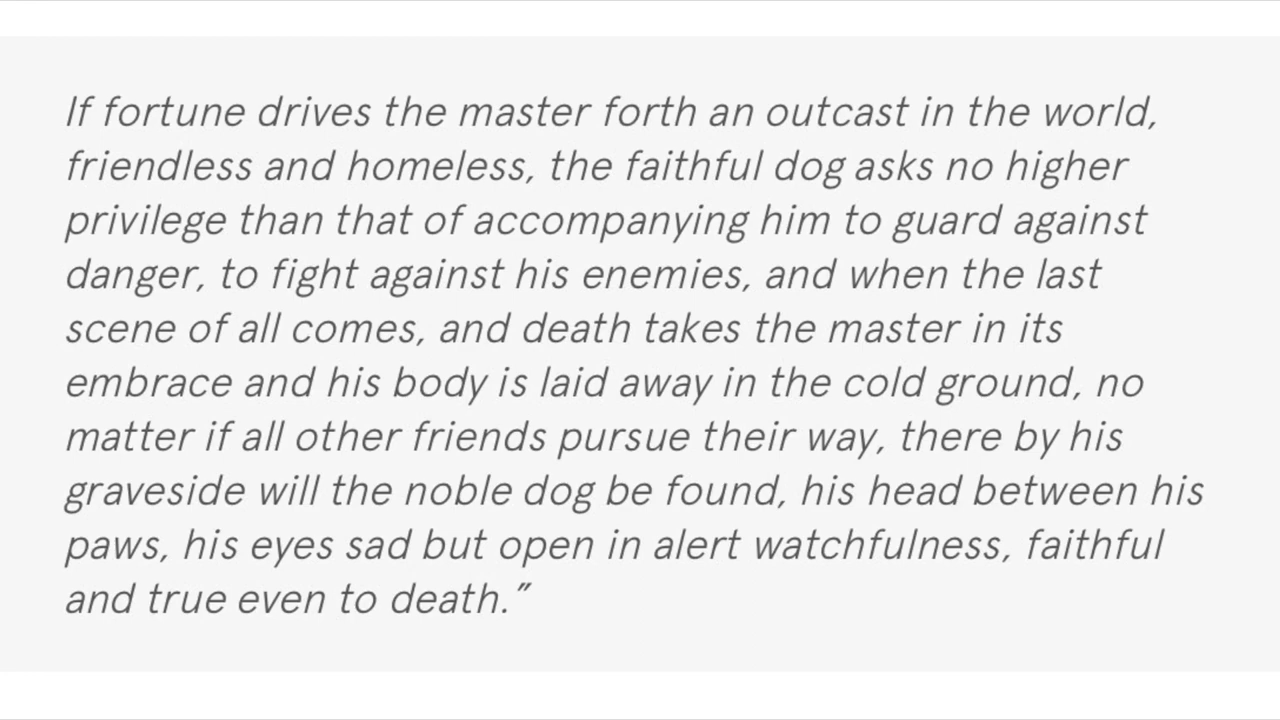 If fortune drives the master forth an outcast in the world,
friendless and homeless, the faithful dog asks no higher
privilege than that of accompanying him to guard against
danger, to fight against his enemies, and when the last
scene of all comes, and death takes the master in its
embrace and his body is laid away in the cold ground, no
matter if all other friends pursue their way, there by his
graveside will the noble dog be found, his head between his
paws, his eyes sad but open in alert watchfulness, faithful
and true even to death.”